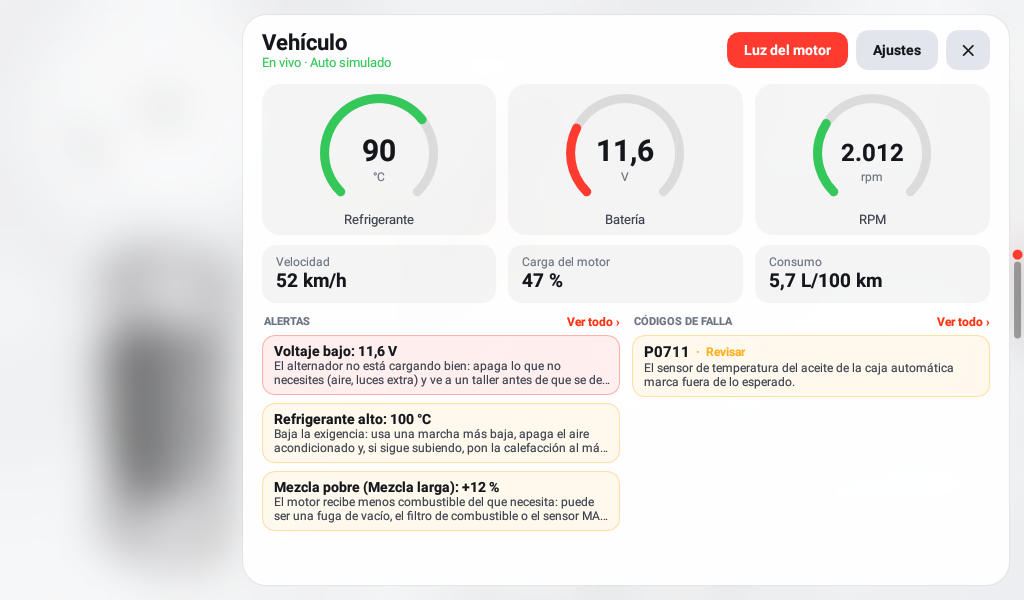 Vehículo
En vivo · Auto simulado
Luz del motor
Ajustes
90
°C
Refrigerante
11,6
V
Batería
2.012
rpm
RPM
Velocidad
52 km/h
Carga del motor
47 %
Consumo
5,7 L/100 km
ALERTAS
Ver todo ›
Voltaje bajo: 11,6 V
El alternador no está cargando bien: apaga lo que no
necesites (aire, luces extra) y ve a un taller antes de que se de…
Refrigerante alto: 100 °C
Baja la exigencia: usa una marcha más baja, apaga el aire
acondicionado y, si sigue subiendo, pon la calefacción al má…
Mezcla pobre (Mezcla larga): +12 %
El motor recibe menos combustible del que necesita: puede
ser una fuga de vacío, el filtro de combustible o el sensor MA…
CÓDIGOS DE FALLA
Ver todo ›
P0711 · Revisar
El sensor de temperatura del aceite de la caja automática
marca fuera de lo esperado.